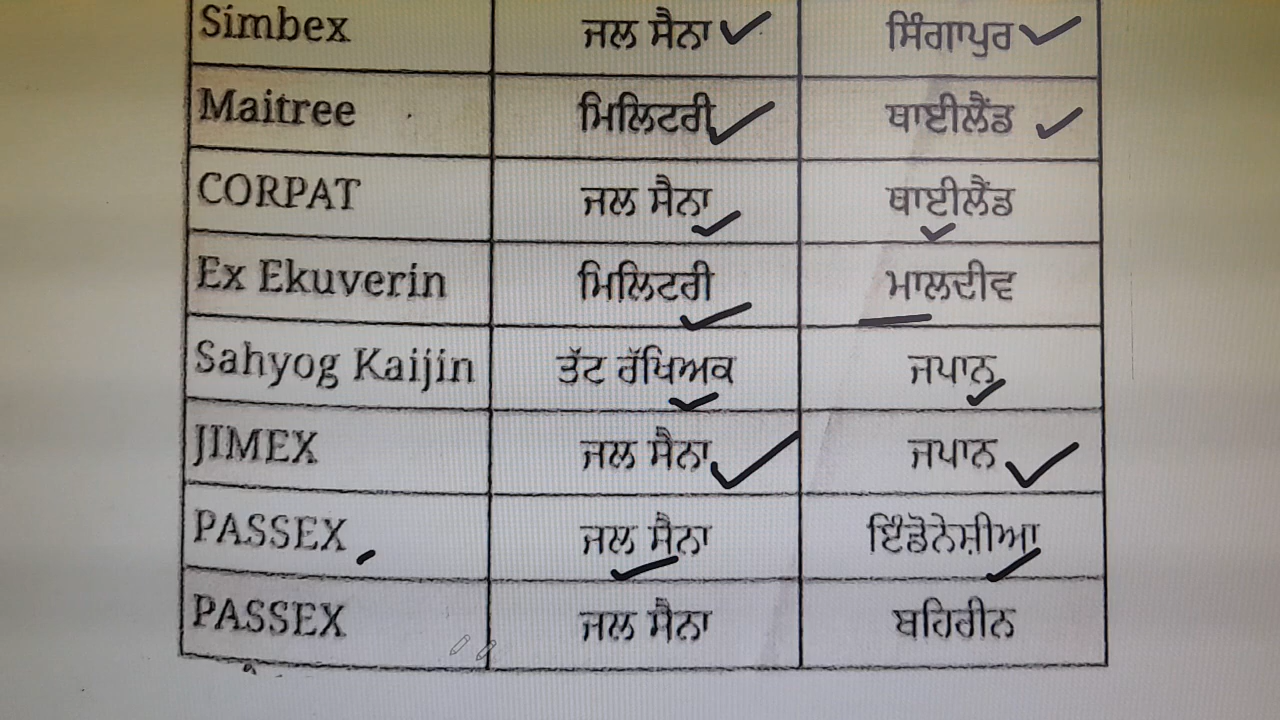 Simbex ਜਲ ਸੈਨਾ ਸਿੰਗਾਪੁਰ
Maitree ਮਿਲਿਟਰੀ ਥਾਈਲੈਂਡ
CORPAT ਜਲ ਸੈਨਾ ਥਾਈਲੈਂਡ
Ex Ekuverin ਮਿਲਿਟਰੀ ਮਾਲਦੀਵ
Sahyog Kaijin ਤੱਟ ਰੱਖਿਅਕ ਜਪਾਨ
JIMEX ਜਲ ਸੈਨਾ ਜਪਾਨ
PASSEX ਜਲ ਸੈਨਾ ਇੰਡੋਨੇਸ਼ੀਆ
PASSEX ਜਲ ਸੈਨਾ ਬਹਿਰੀਨ